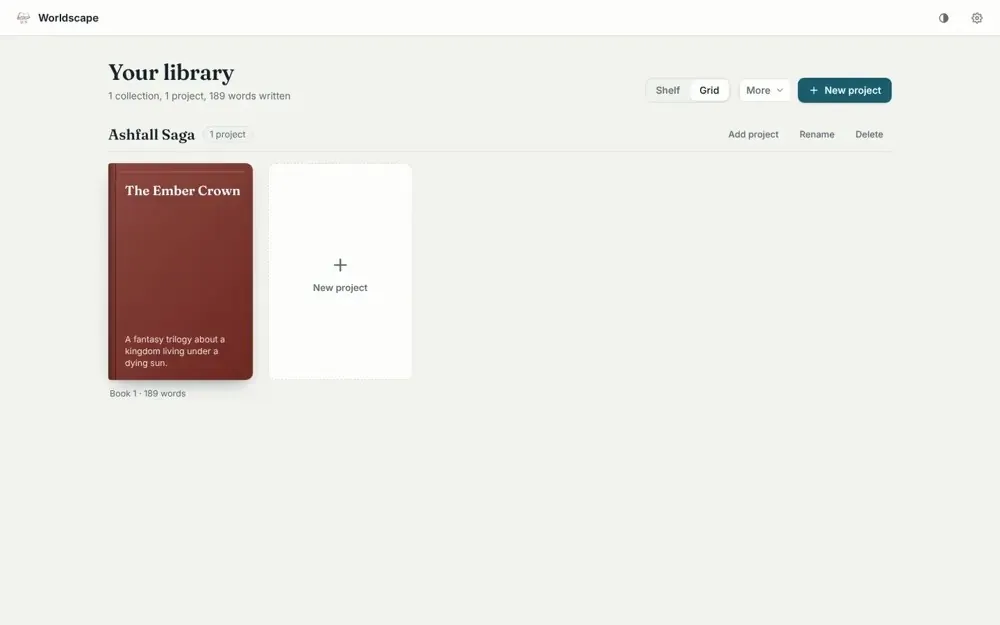 Worldscape
Your library
1 collection, 1 project, 189 words written
Shelf
Grid
More
New project
Ashfall Saga
1 project
Add project
Rename
Delete
The Ember Crown
A fantasy trilogy about a
kingdom living under a
dying sun.
New project
Book 1 · 189 words